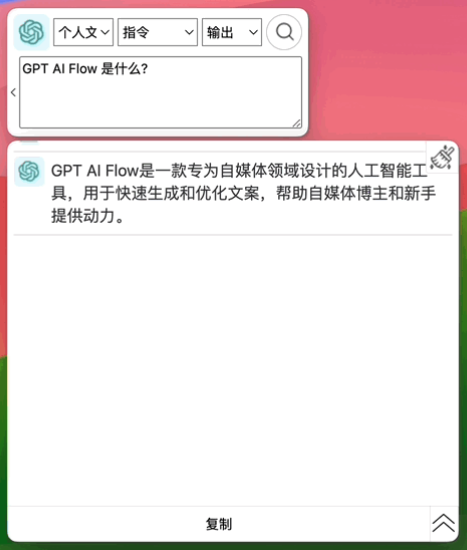 个人文 指令 输出
GPT AI Flow 是什么?
GPT AI Flow是一款专为自媒体领域设计的人工智能工
具，用于快速生成和优化文案，帮助自媒体博主和新手
提供动力。
复制